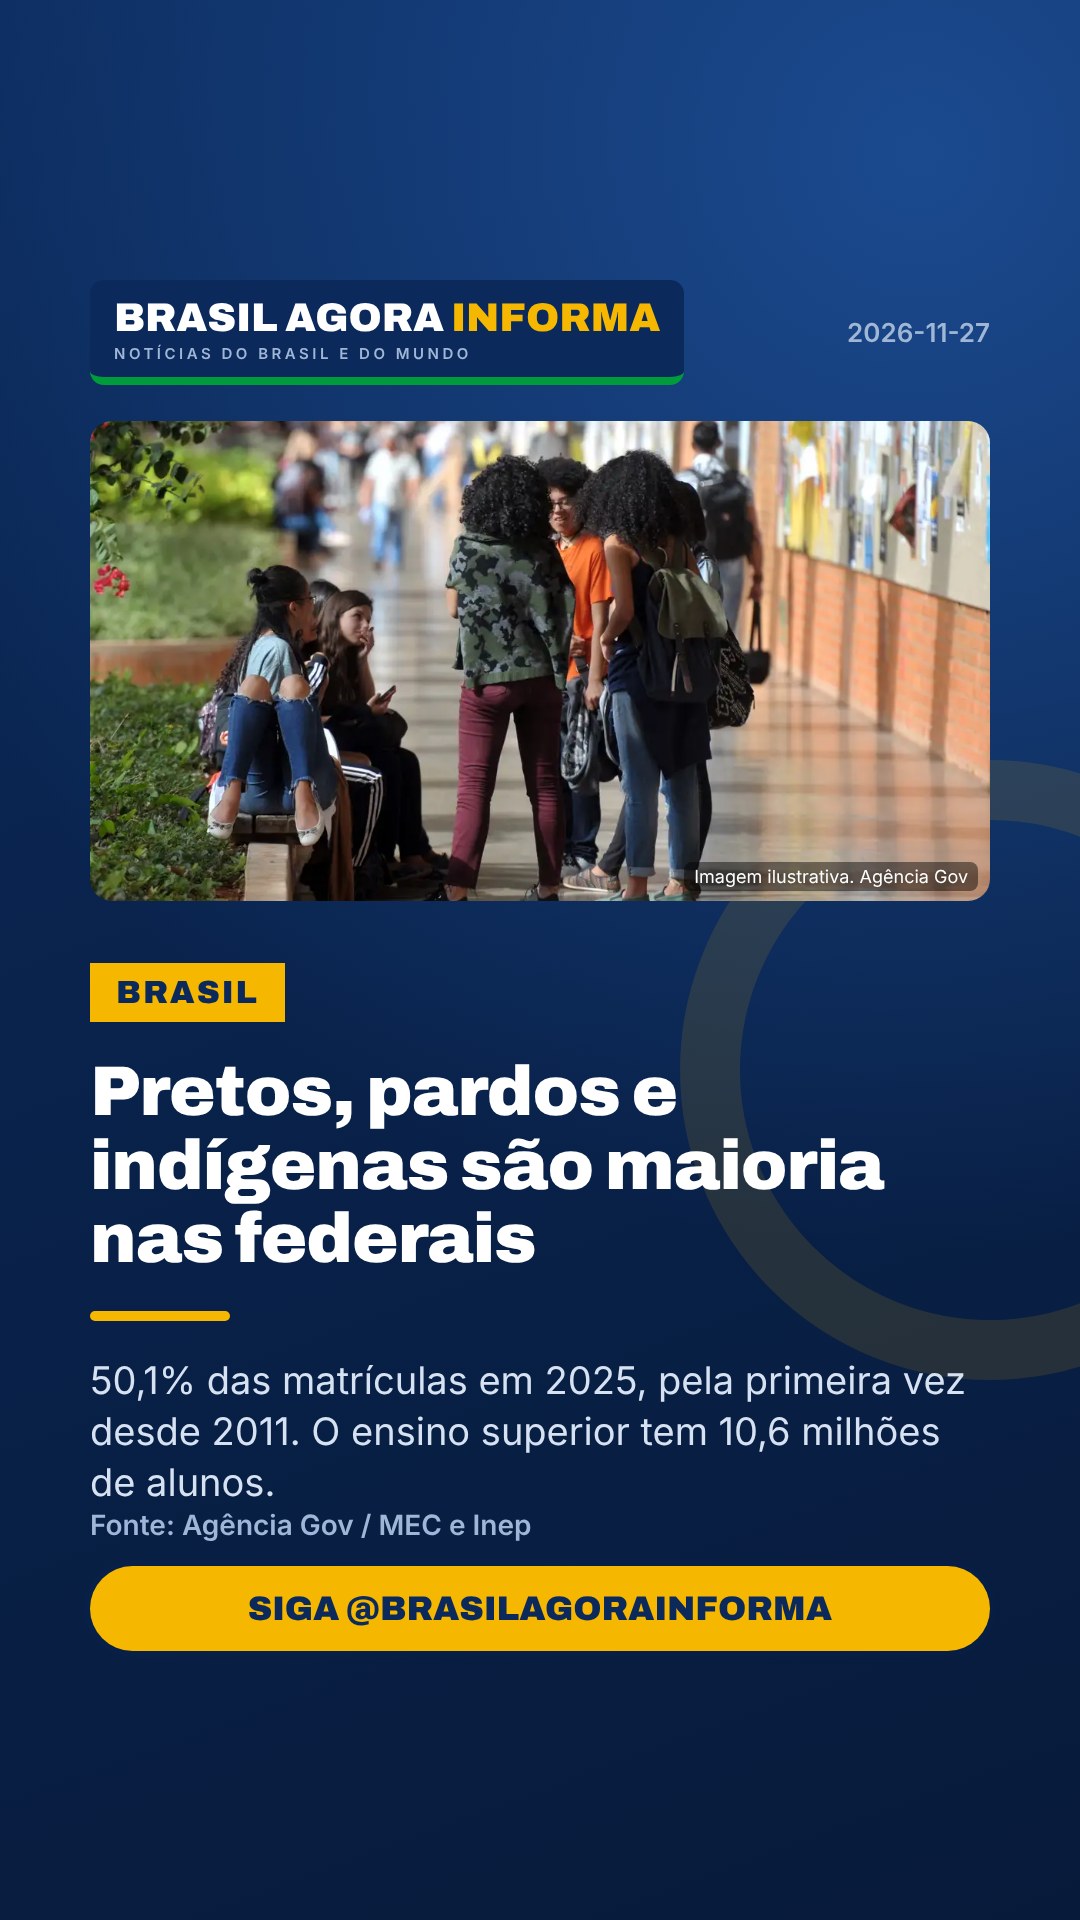 BRASIL AGORA INFORMA
NOTÍCIAS DO BRASIL E DO MUNDO
2026-11-27
Imagem ilustrativa. Agência Gov
BRASIL
Pretos, pardos e
indígenas são maioria
nas federais
50,1% das matrículas em 2025, pela primeira vez
desde 2011. O ensino superior tem 10,6 milhões
de alunos.
Fonte: Agência Gov / MEC e Inep
SIGA @BRASILAGORAINFORMA